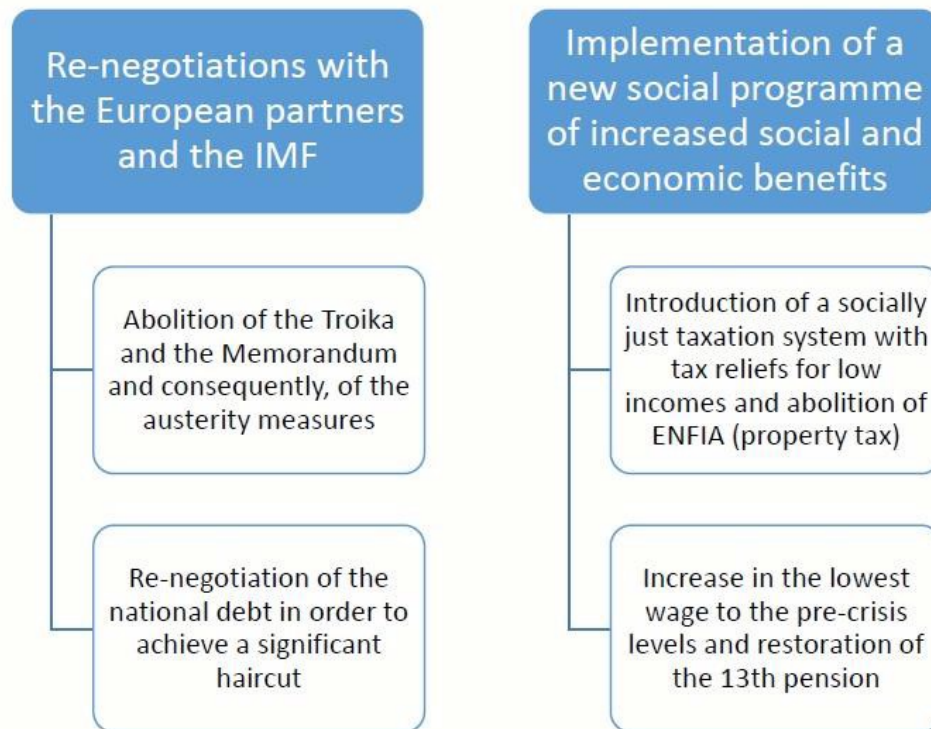 Re-negotiations with
the European partners
and the IMF
Abolition of the Troika
and the Memorandum
and consequently, of the
austerity measures
Re-negotiation of the
national debt in order to
achieve a significant
haircut
Implementation of a
new social programme
of increased social and
economic benefits
Introduction of a socially
just taxation system with
tax reliefs for low
incomes and abolition of
ENFIA (property tax)
Increase in the lowest
wage to the pre-crisis
levels and restoration of
the 13th pension